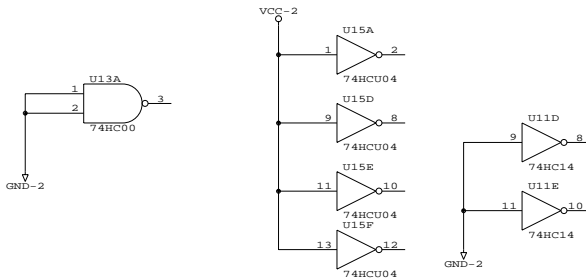 U13A
1
2
3
74HC00
GND-2
VCC-2
U15A
1
2
74HCU04
U15D
9
8
74HCU04
U15E
11
10
74HCU04
U15F
13
12
74HCU04
U11D
9
8
74HC14
U11E
11
10
74HC14
GND-2